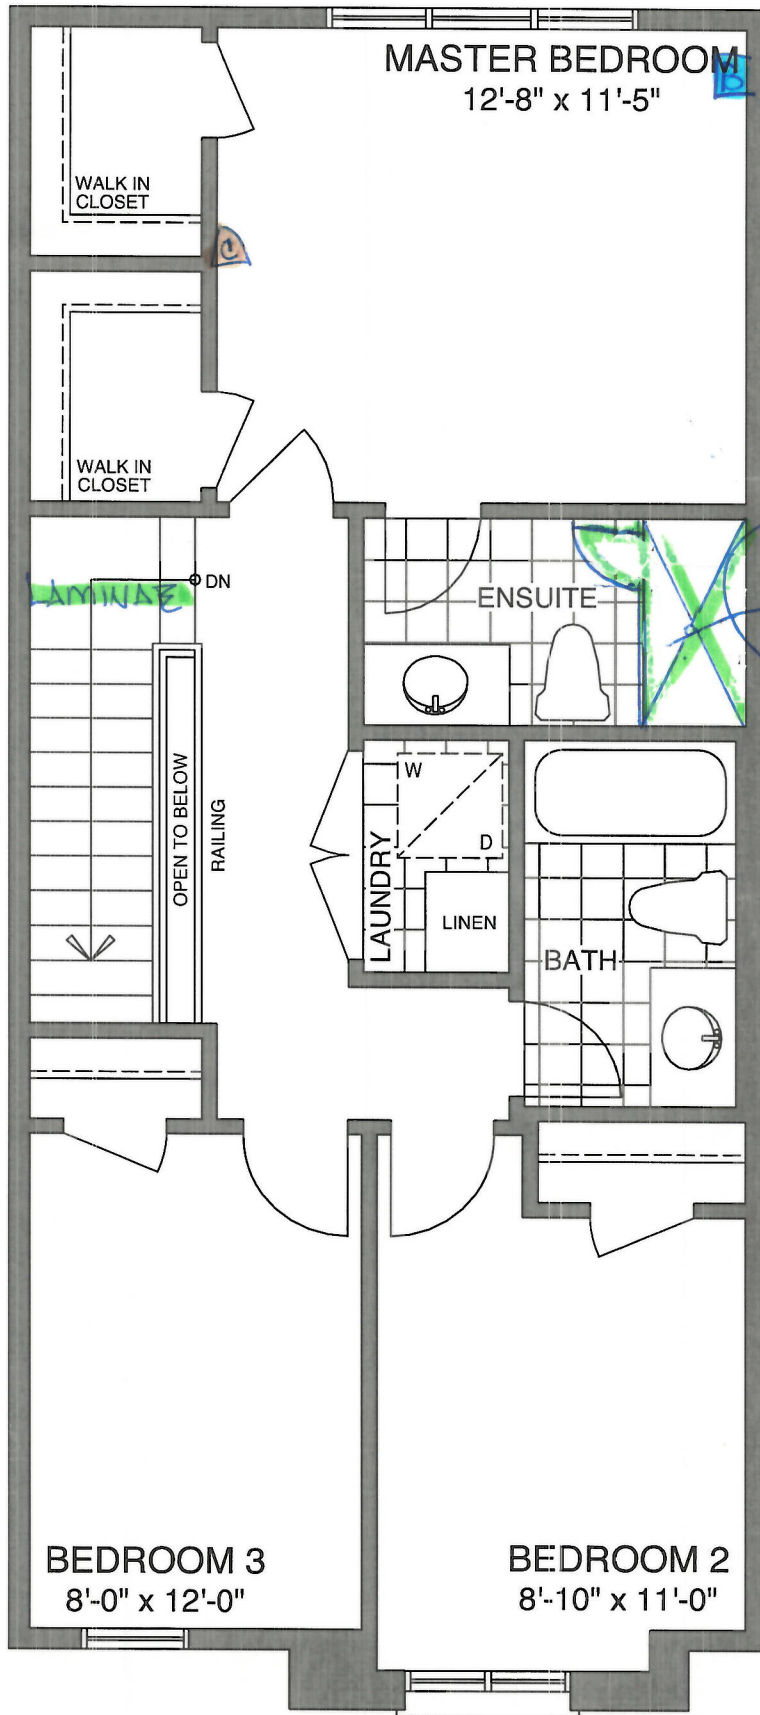 MASTER BEDROOM
12'-8" x 11'-5"
B
WALK IN
CLOSET
C
WALK IN
CLOSET
DN
LAMINAE
ENSUITE
OPEN TO BELOW
RAILING
W
D
LAUNDRY
LINEN
BATH
BEDROOM 3
8'-0" x 12'-0"
BEDROOM 2
8'-10" x 11'-0"